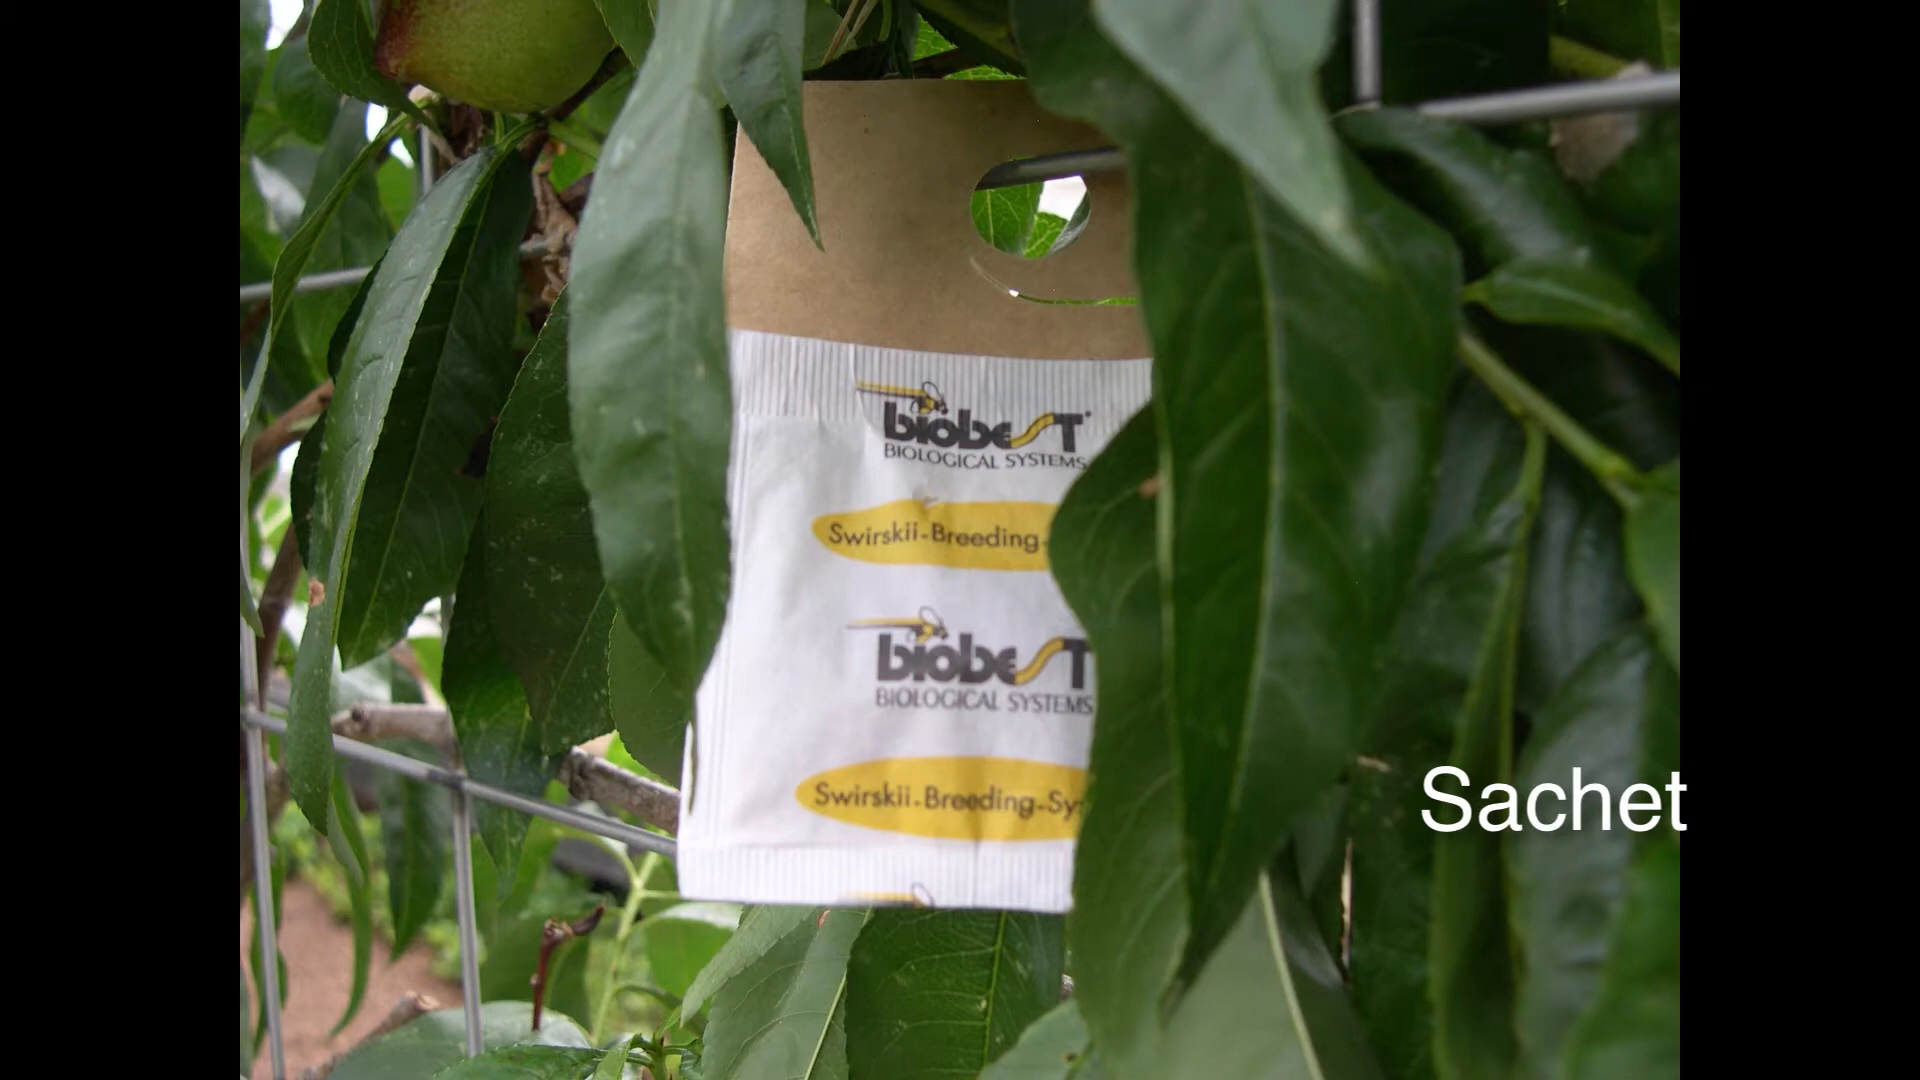 biobesT
BIOLOGICAL SYSTEMS
Swirskii-Breeding-
biobesT
BIOLOGICAL SYSTEMS
Swirskii-Breeding-Sy
Sachet